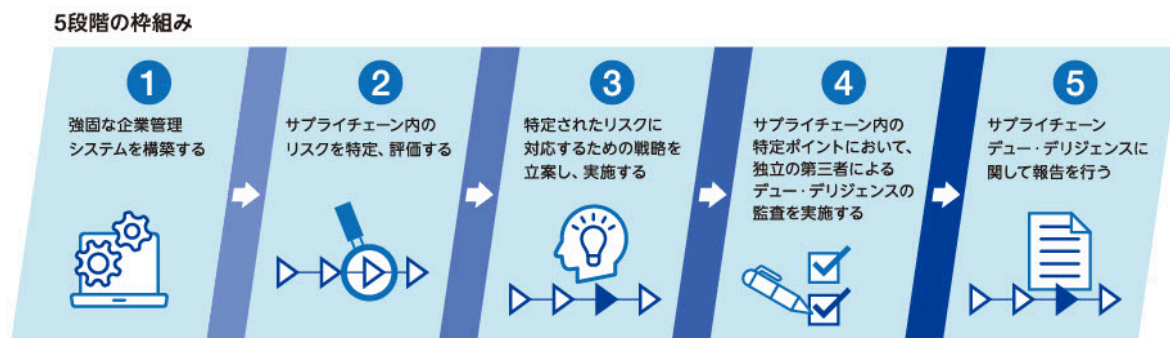 5段階の枠組み
1
強固な企業管理
システムを構築する
2
サプライチェーン内の
リスクを特定、評価する
3
特定されたリスクに
対応するための戦略を
立案し、実施する
4
サプライチェーン内の
特定ポイントにおいて、
独立の第三者による
デュー・デリジェンスの
監査を実施する
5
サプライチェーン
デュー・デリジェンスに
関して報告を行う